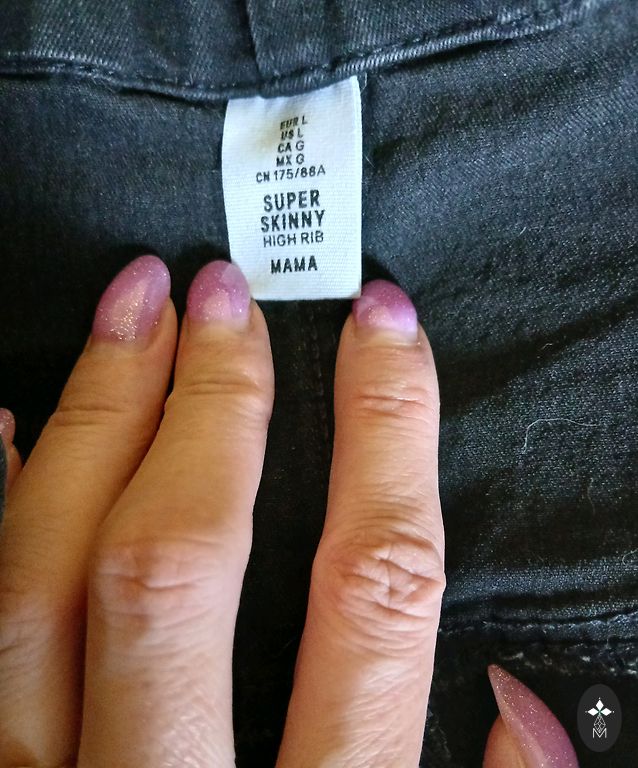 EUR L
US L
CA G
MX G
CN 175/88A
SUPER
SKINNY
HIGH RIB
MAMA
M